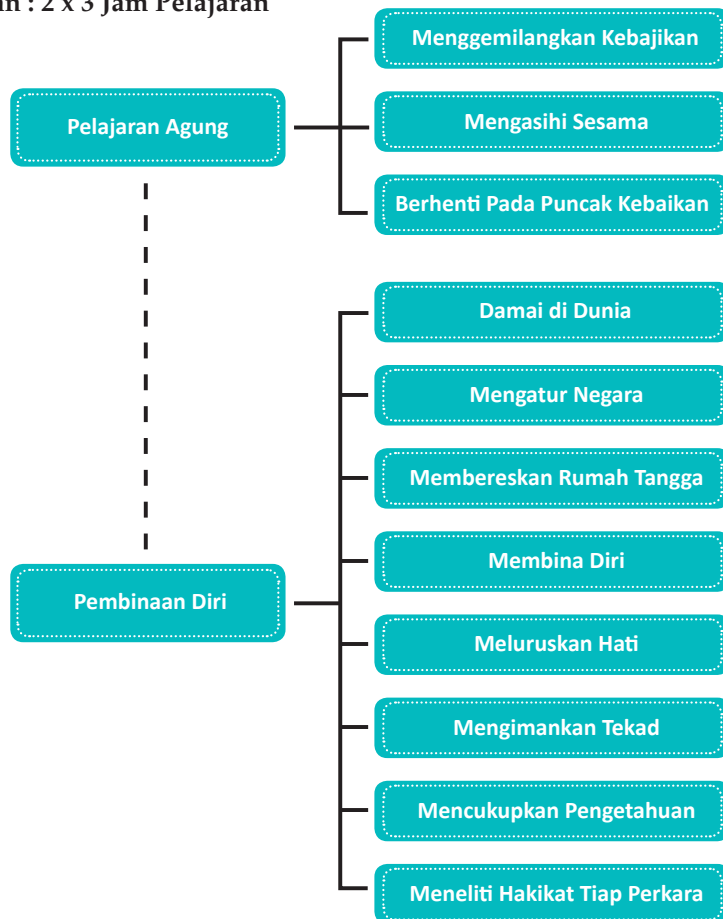 : 2 x 3 Jam Pelajaran
Pelajaran Agung
Menggemilangkan Kebajikan
Mengasihi Sesama
Berhenti Pada Puncak Kebaikan
Pembinaan Diri
Damai di Dunia
Mengatur Negara
Membereskan Rumah Tangga
Membina Diri
Meluruskan Hati
Mengimankan Tekad
Mencukupkan Pengetahuan
Meneliti Hakikat Tiap Perkara